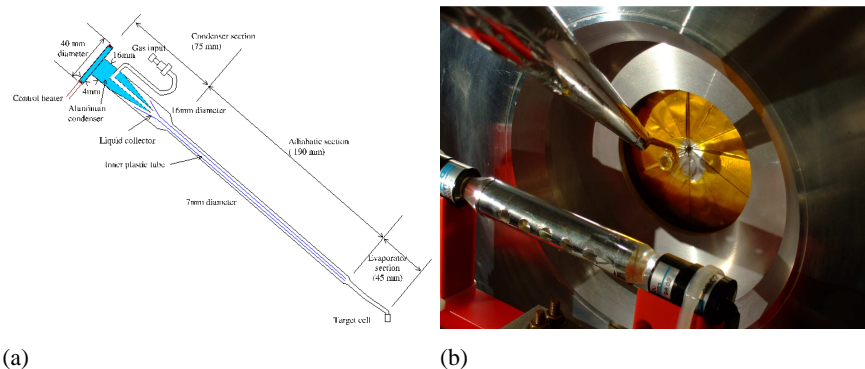 Condenser section
(75 mm)
40 mm
diameter
Gas input
16mm
4mm
Control heater
Aluminum
condenser
16mm diameter
Liquid collector
Adiabatic section
(190 mm)
Inner plastic tube
7mm diameter
Evaporator
section
(45 mm)
Target cell
(a)
(b)